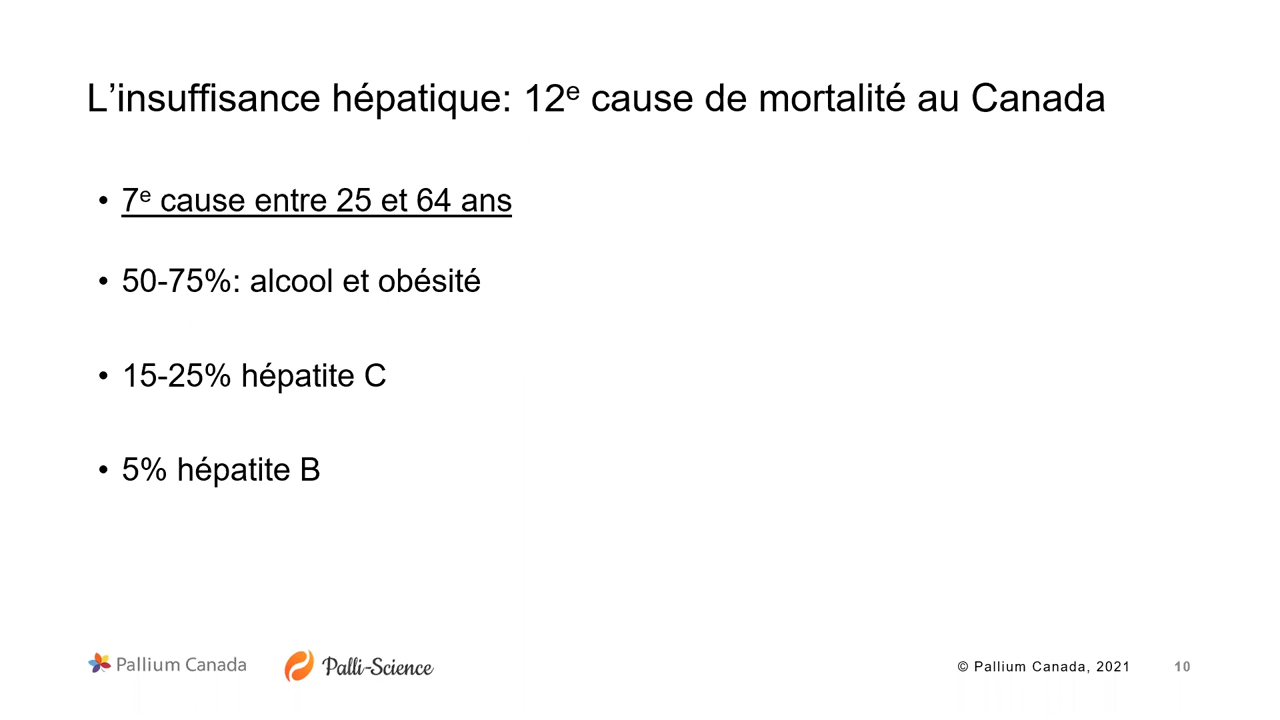 L’insuffisance hépatique: 12e cause de mortalité au Canada
• 7e cause entre 25 et 64 ans
• 50-75%: alcool et obésité
• 15-25% hépatite C
• 5% hépatite B
Pallium Canada
Palli-Science
© Pallium Canada, 2021
10